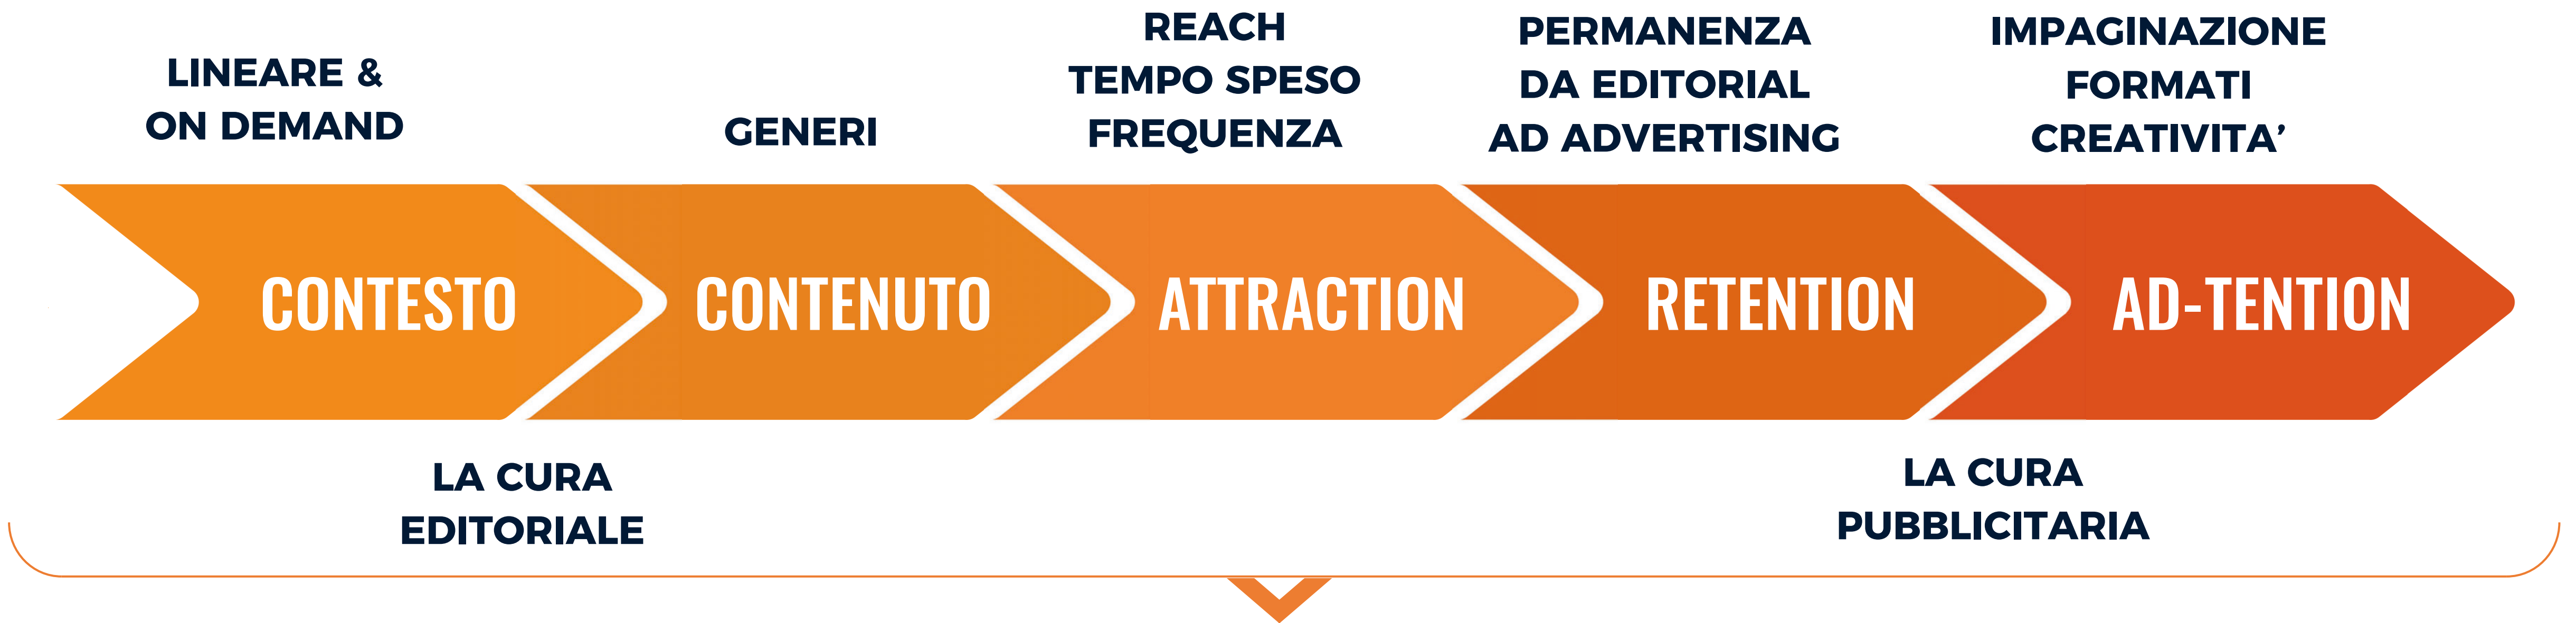 LINEARE &
ON DEMAND
GENERI
REACH
TEMPO SPESO
FREQUENZA
PERMANENZA
DA EDITORIAL
AD ADVERTISING
IMPAGINAZIONE
FORMATI
CREATIVITA’
CONTESTO
CONTENUTO
ATTRACTION
RETENTION
AD-TENTION
LA CURA
EDITORIALE
LA CURA
PUBBLICITARIA